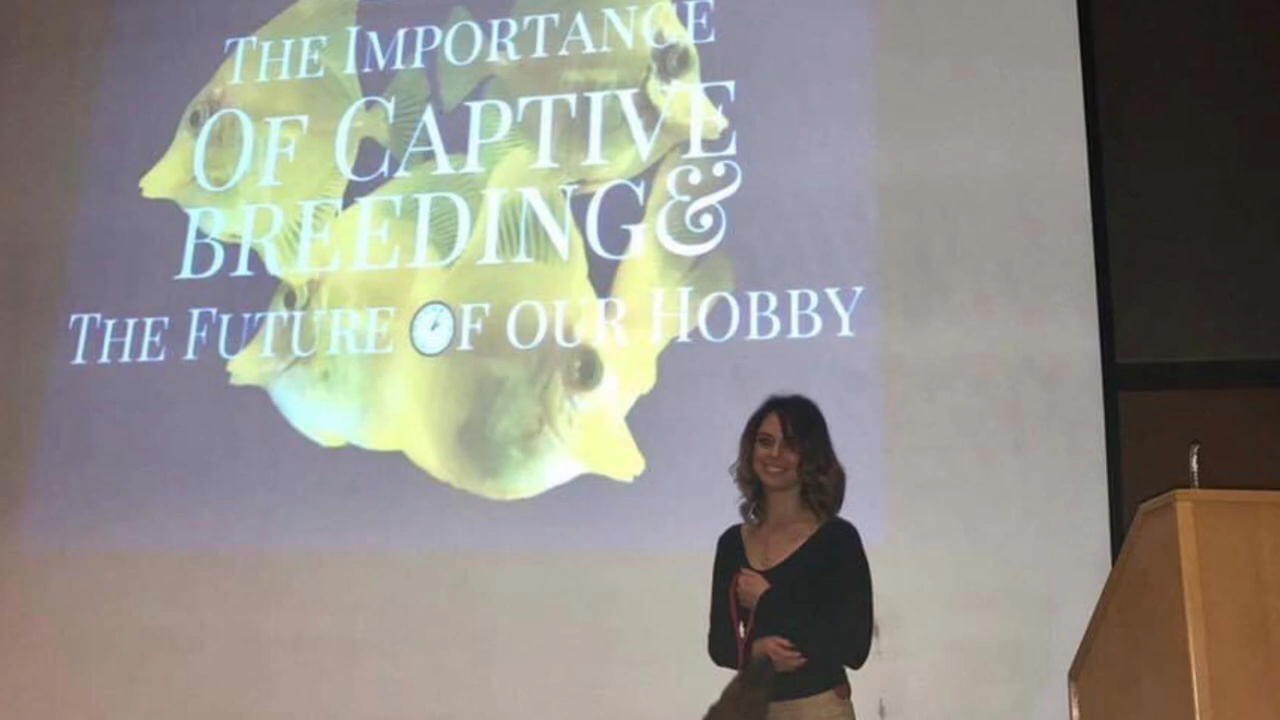 THE IMPORTANCE
OF CAPTIVE
BREEDING &
THE FUTURE OF OUR HOBBY